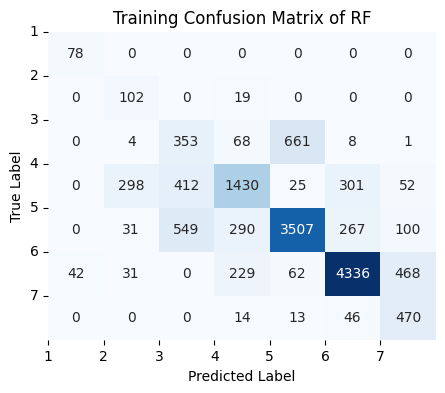 Training Confusion Matrix of RF
1
78 0 0 0 0 0 0
2
0 102 0 19 0 0 0
3
0 4 353 68 661 8 1
4
0 298 412 1430 25 301 52
5
0 31 549 290 3507 267 100
6
42 31 0 229 62 4336 468
7
0 0 0 14 13 46 470
1 2 3 4 5 6 7
True Label
Predicted Label